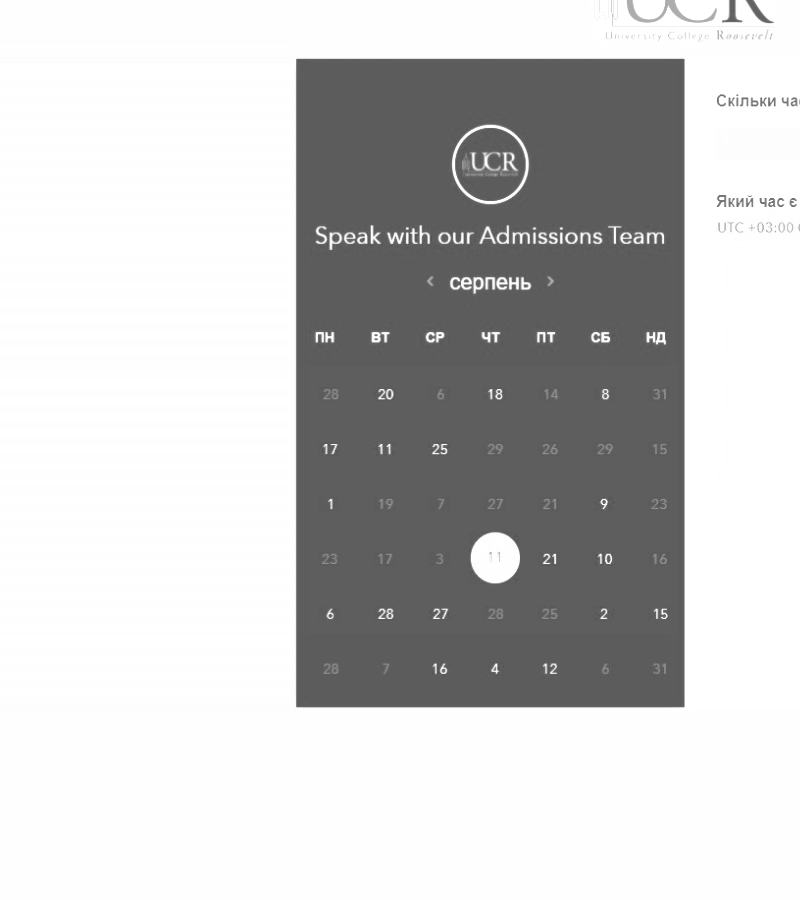 UCR
University College Roosevelt
Скільки ча
Який час є
UTC +03:00
UCR
Speak with our Admissions Team
< серпень >
ПН ВТ СР ЧТ ПТ СБ НД
28 20 6 18 14 8 31
17 11 25 29 26 29 15
1 19 7 27 21 9 23
23 17 3 11 21 10 16
6 28 27 28 25 2 15
28 7 16 4 12 6 31